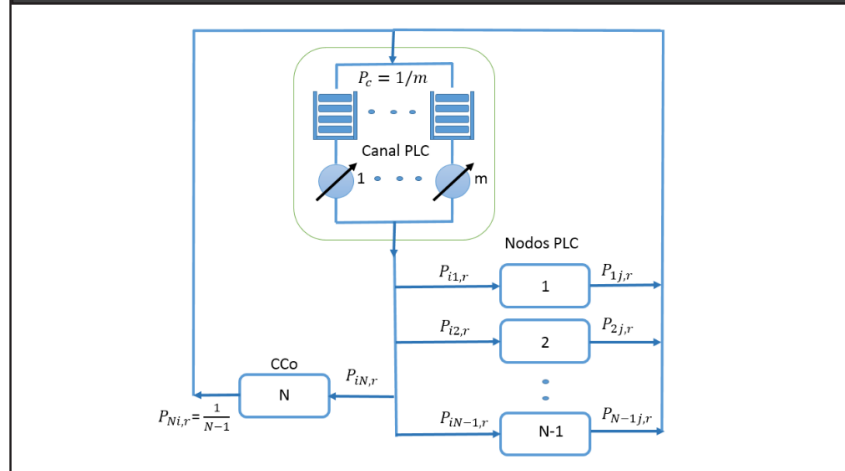 P_c = 1/m
Canal PLC
1
m
Nodos PLC
P_{i1,r}
1
P_{1j,r}
P_{i2,r}
2
P_{2j,r}
CCo
N
P_{iN,r}
P_{Ni,r}=\frac{1}{N-1}
P_{iN-1,r}
N-1
P_{N-1j,r}